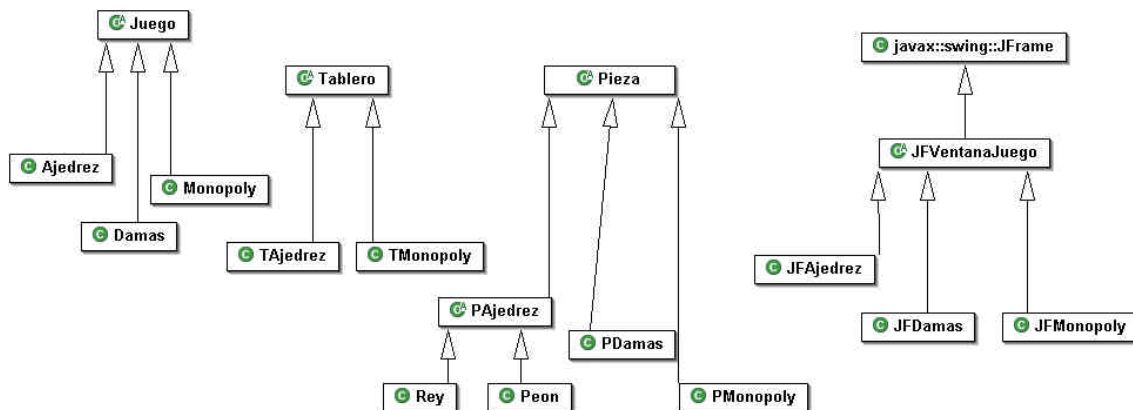 Juego
javax::swing::JFrame
Tablero
Pieza
JFVentanaJuego
Ajedrez
Monopoly
Damas
TAjedrez
TMonopoly
JFAjedrez
PAjedrez
JFDamas
JFMonopoly
PDamas
Rey
Peon
PMonopoly